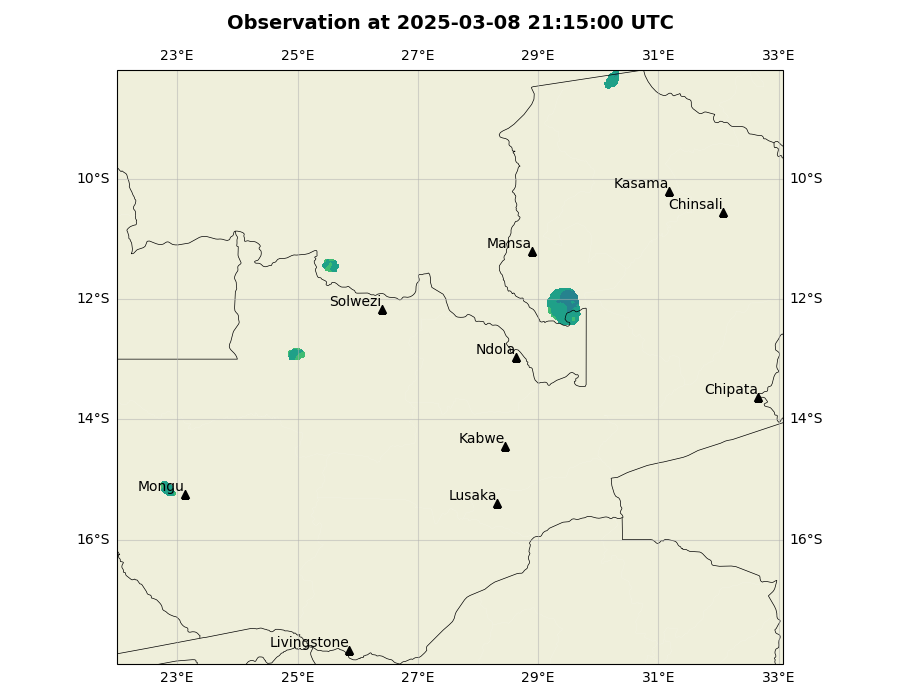 Observation at 2025-03-08 21:15:00 UTC
23°E 25°E 27°E 29°E 31°E 33°E
10°S 10°S
Kasama
Chinsali
Mansa
12°S 12°S
Solwezi
Ndola
Chipata
14°S 14°S
Kabwe
Mongu
Lusaka
16°S 16°S
Livingstone
23°E 25°E 27°E 29°E 31°E 33°E